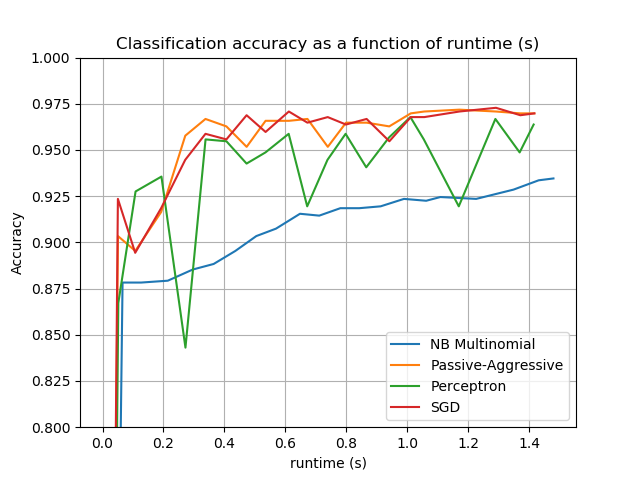 Classification accuracy as a function of runtime (s)
1.000
0.975
0.950
0.925
0.900
0.875
0.850
0.825
0.800
Accuracy
NB Multinomial
Passive-Aggressive
Perceptron
SGD
0.0 0.2 0.4 0.6 0.8 1.0 1.2 1.4
runtime (s)